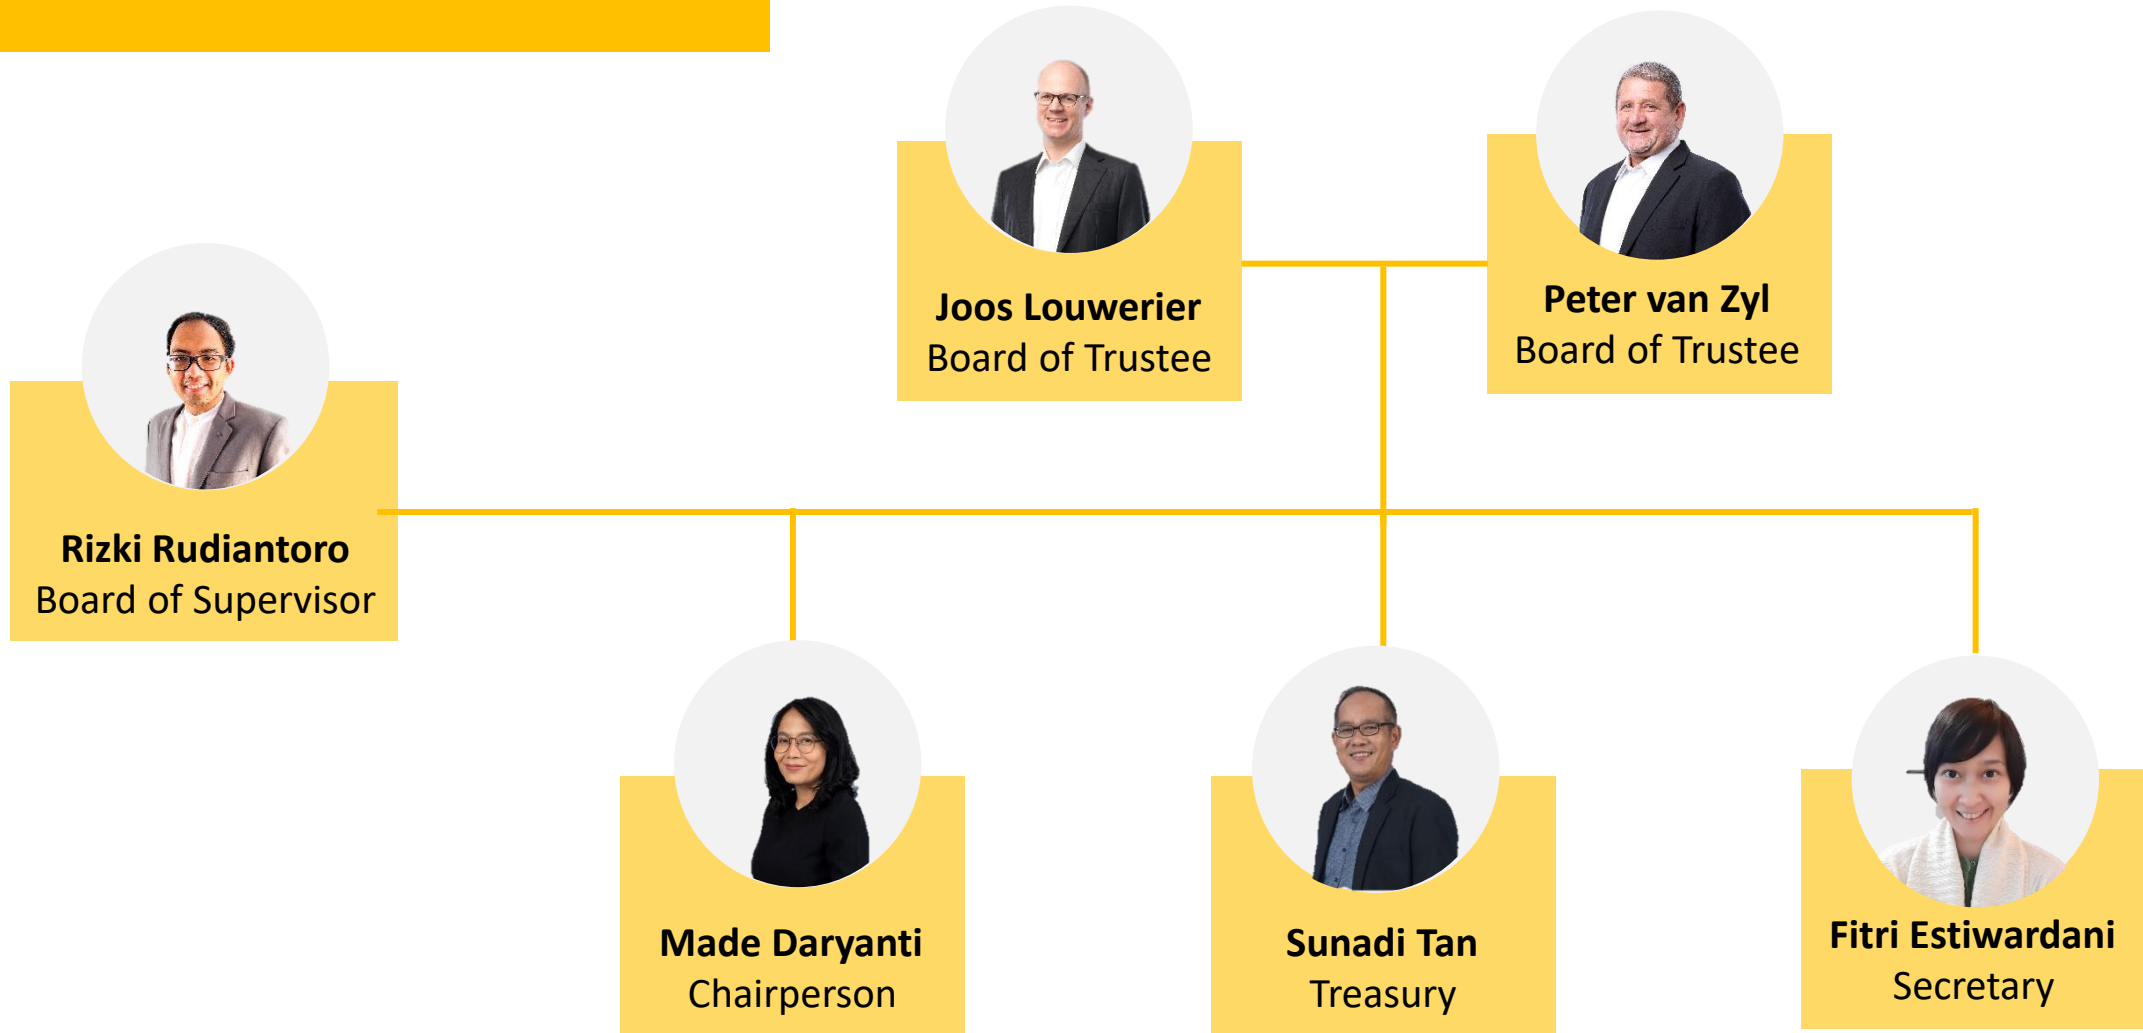 Joos Louwerier
Board of Trustee
Peter van Zyl
Board of Trustee
Rizki Rudiantoro
Board of Supervisor
Made Daryanti
Chairperson
Sunadi Tan
Treasury
Fitri Estiwardani
Secretary